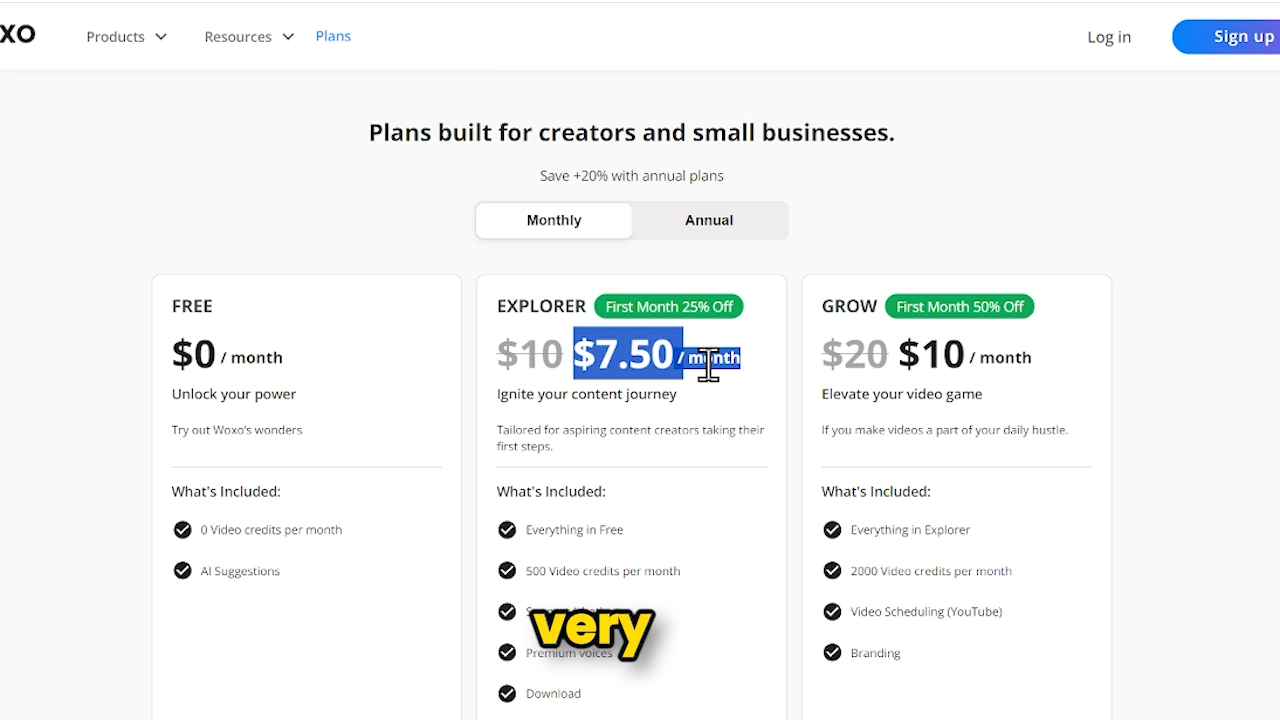 XO
Products
Resources
Plans
Log in
Sign up
Plans built for creators and small businesses.
Save +20% with annual plans
Monthly
Annual
FREE
$0 / month
Unlock your power
Try out Woxo's wonders
What's Included:
0 Video credits per month
AI Suggestions
EXPLORER First Month 25% Off
$10 $7.50 / month
Ignite your content journey
Tailored for aspiring content creators taking their
first steps.
What's Included:
Everything in Free
500 Video credits per month
very
Premium voices
Download
GROW First Month 50% Off
$20 $10 / month
Elevate your video game
If you make videos a part of your daily hustle.
What's Included:
Everything in Explorer
2000 Video credits per month
Video Scheduling (YouTube)
Branding